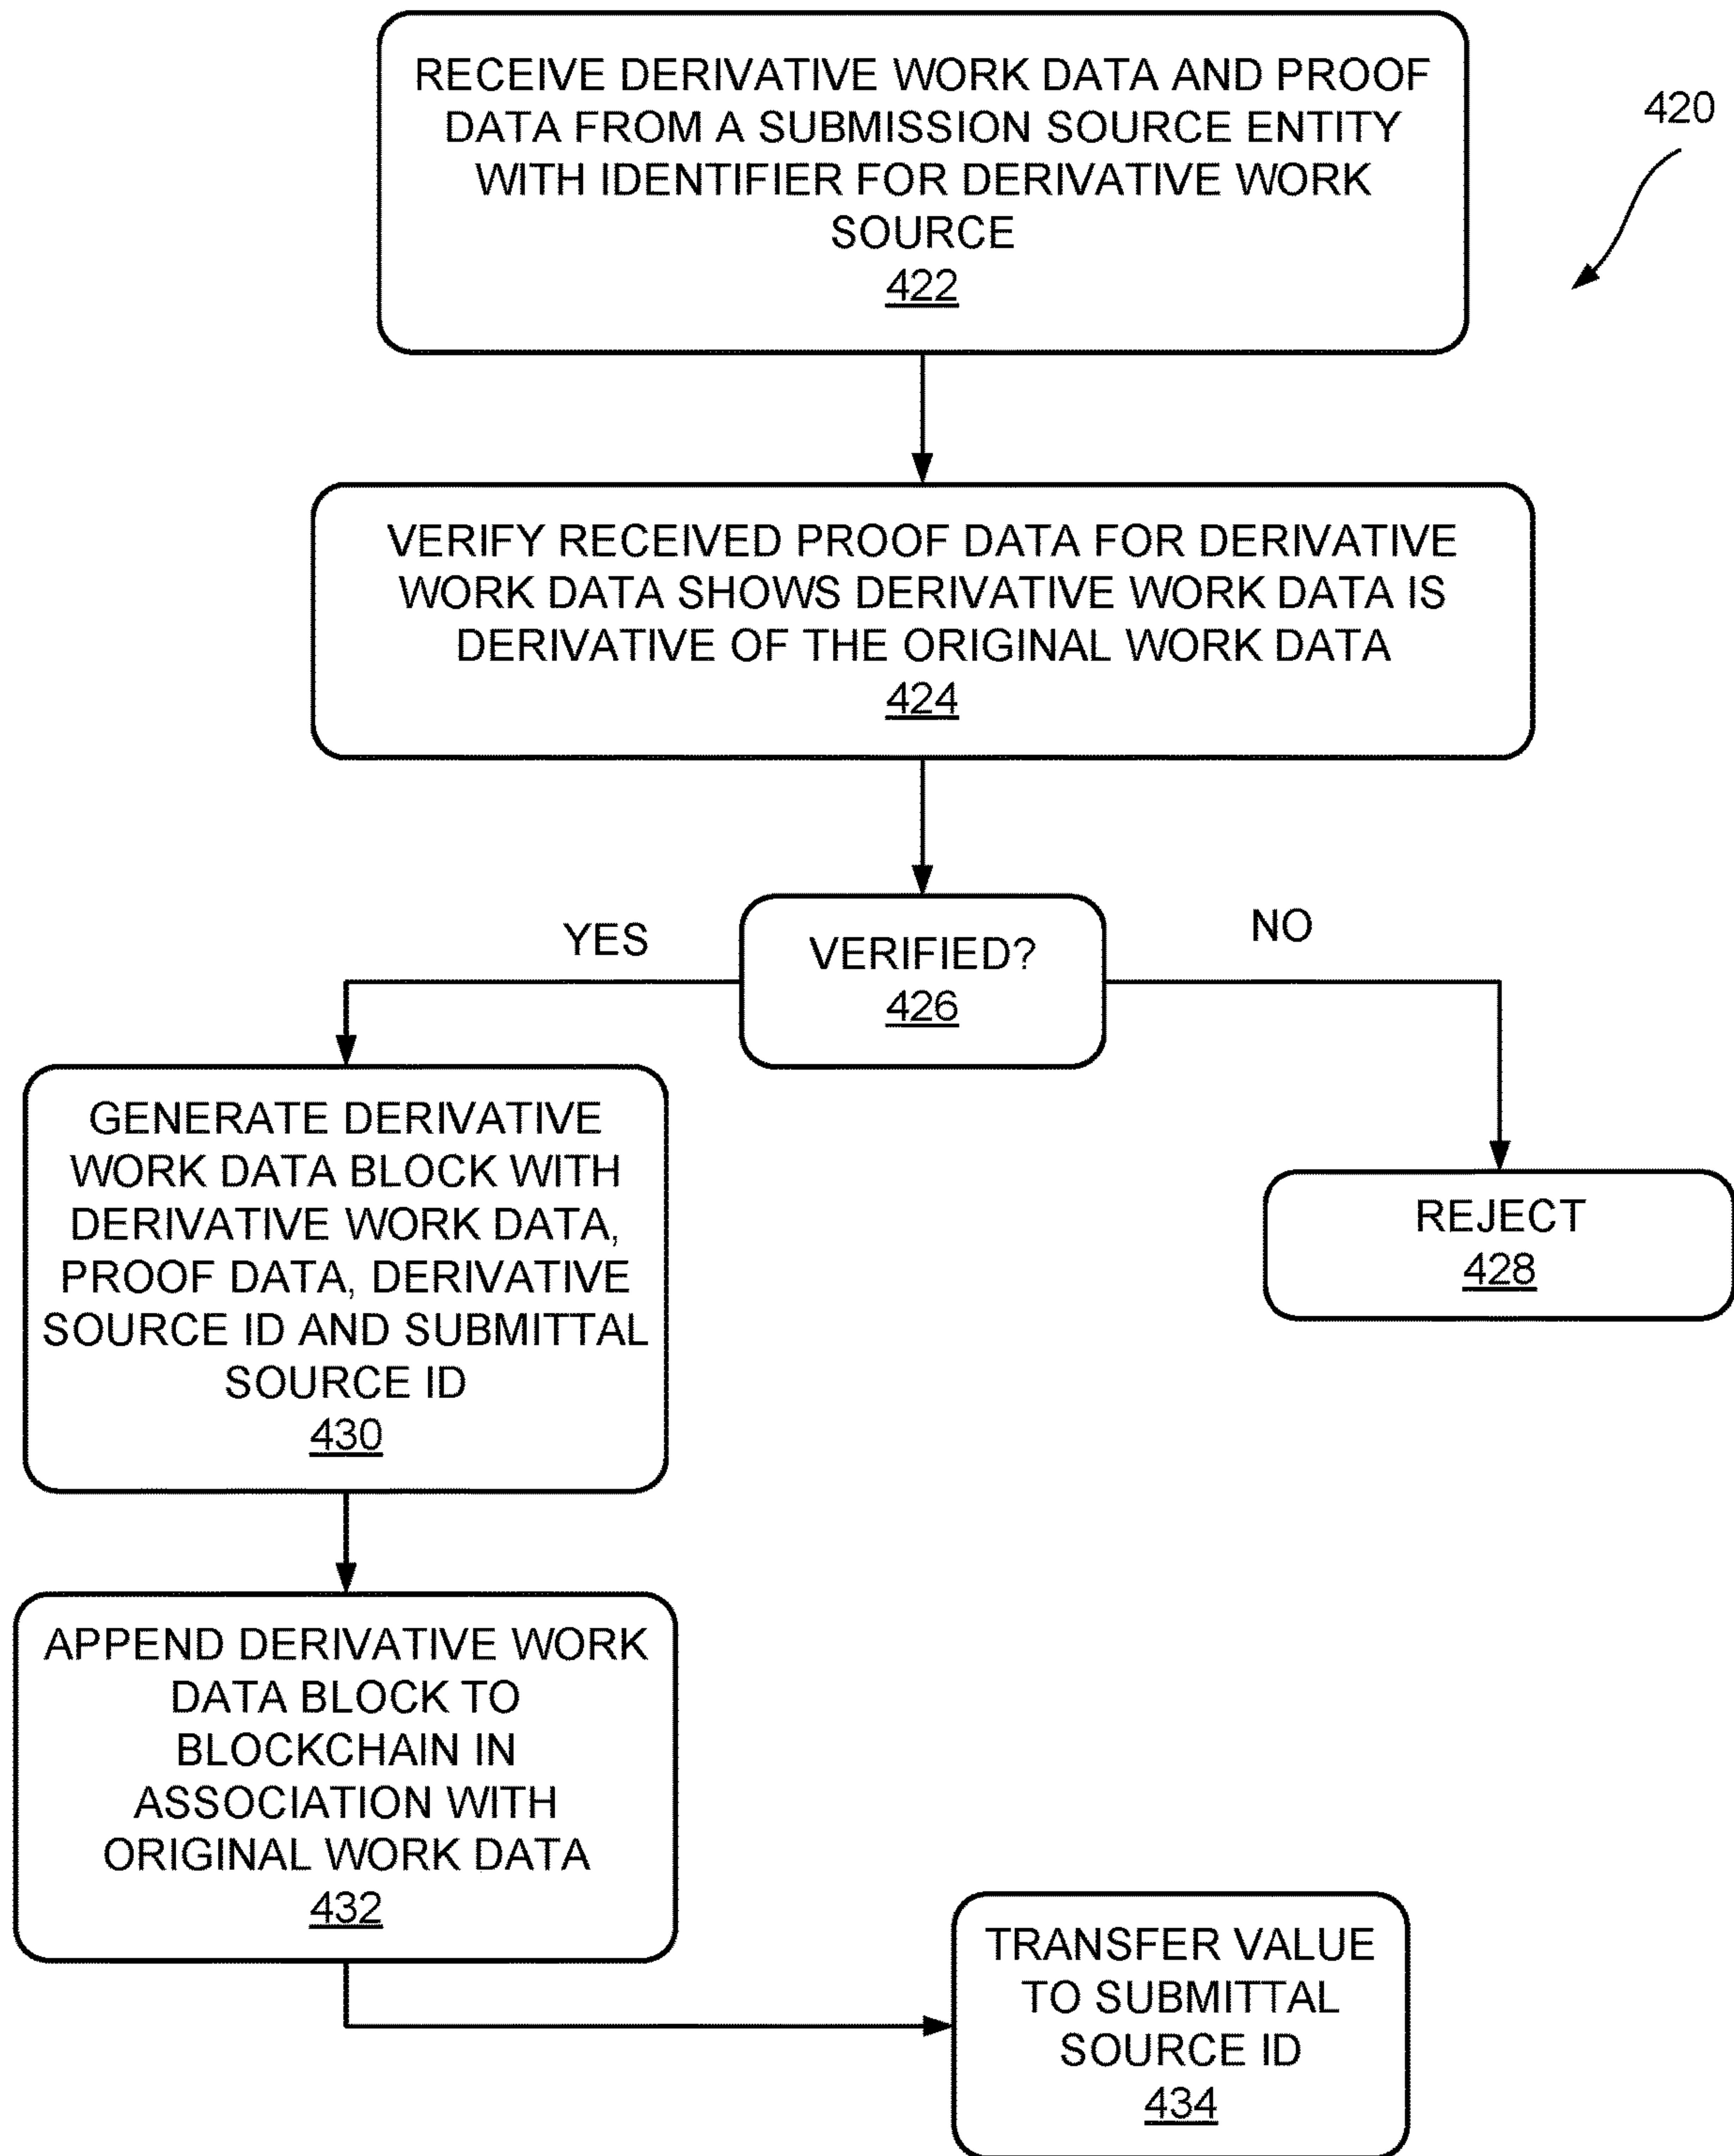 RECEIVE DERIVATIVE WORK DATA AND PROOF
DATA FROM A SUBMISSION SOURCE ENTITY
WITH IDENTIFIER FOR DERIVATIVE WORK
SOURCE
422
420
VERIFY RECEIVED PROOF DATA FOR DERIVATIVE
WORK DATA SHOWS DERIVATIVE WORK DATA IS
DERIVATIVE OF THE ORIGINAL WORK DATA
424
YES
VERIFIED?
426
NO
GENERATE DERIVATIVE
WORK DATA BLOCK WITH
DERIVATIVE WORK DATA,
PROOF DATA, DERIVATIVE
SOURCE ID AND SUBMITTAL
SOURCE ID
430
REJECT
428
APPEND DERIVATIVE WORK
DATA BLOCK TO
BLOCKCHAIN IN
ASSOCIATION WITH
ORIGINAL WORK DATA
432
TRANSFER VALUE
TO SUBMITTAL
SOURCE ID
434